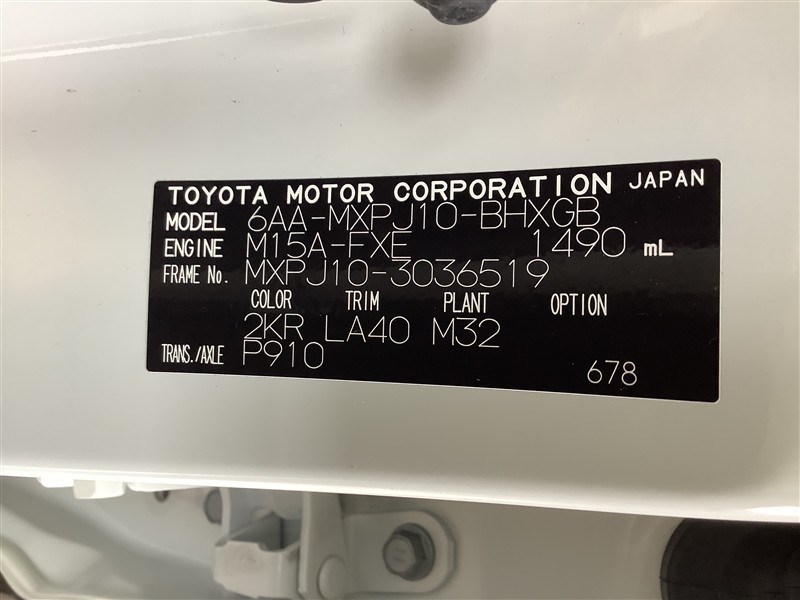 TOYOTA MOTOR CORPORATION JAPAN
MODEL 6AA-MXPJ10-BHXGB
ENGINE M15A-FXE 1490 mL
FRAME No. MXPJ10-3036519
COLOR TRIM PLANT OPTION
2KR LA40 M32
TRANS./AXLE P910
678